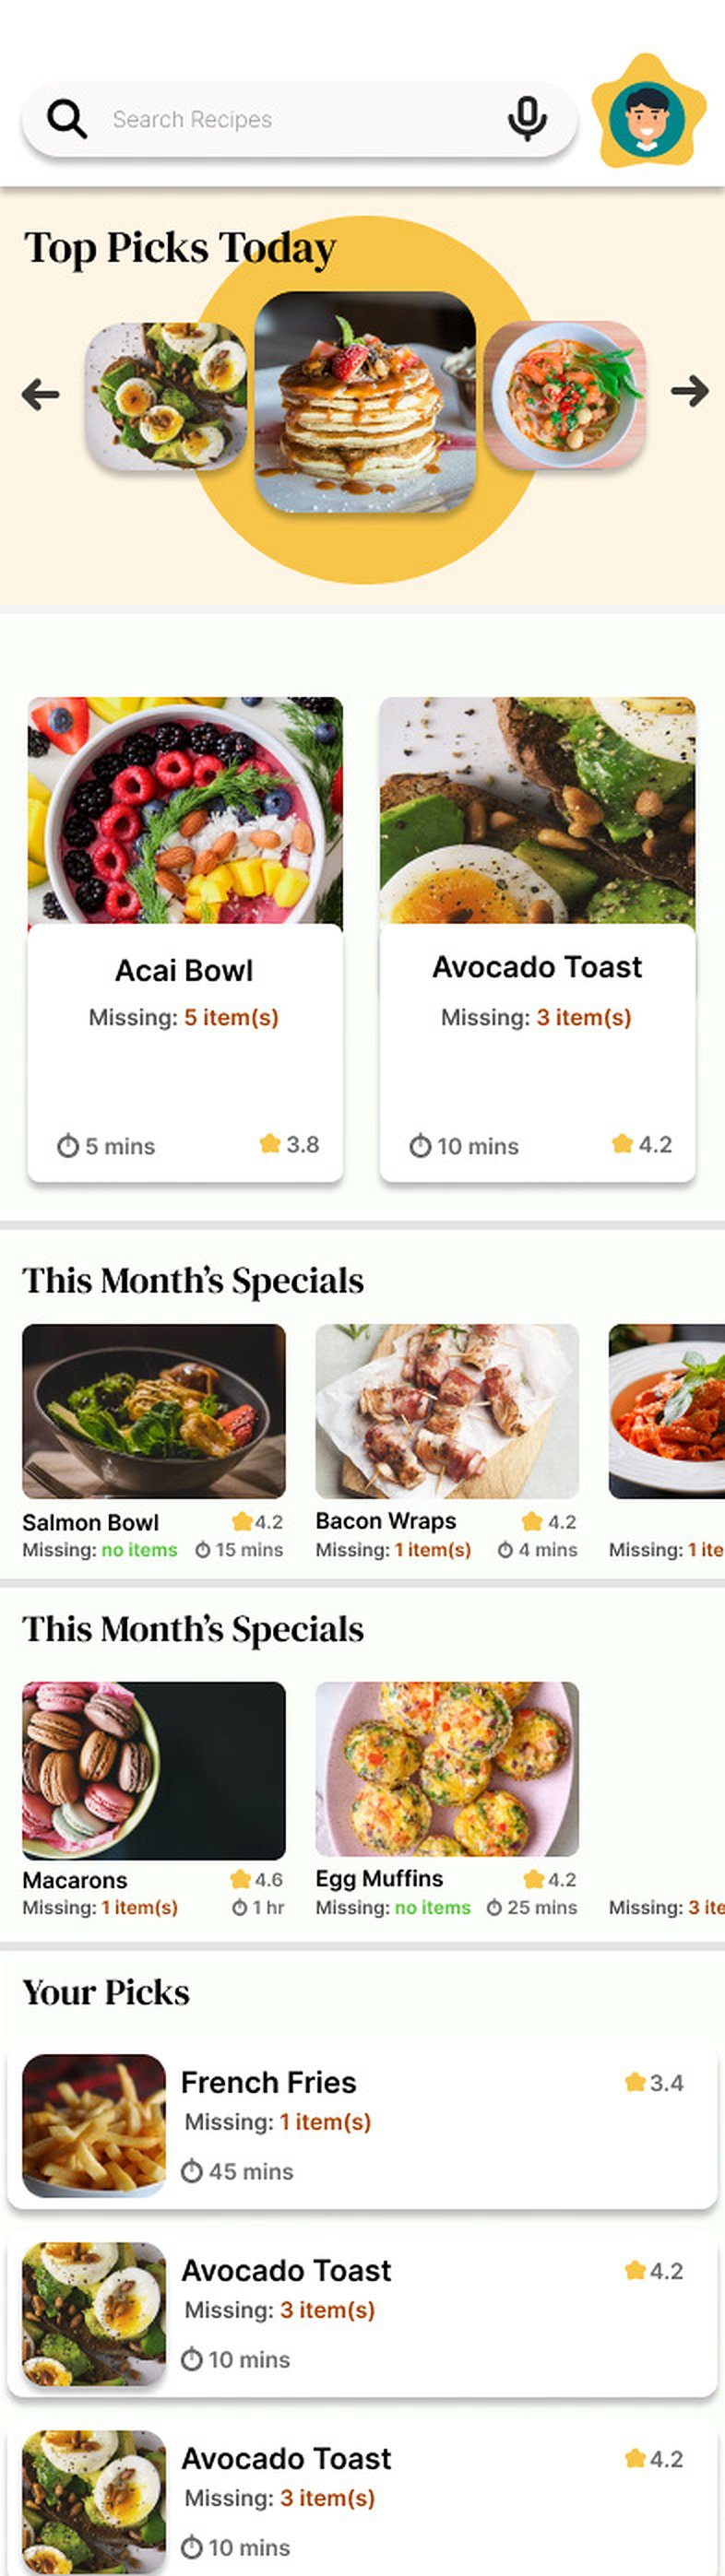 Search Recipes
Top Picks Today
Acai Bowl
Missing: 5 item(s)
5 mins 3.8
Avocado Toast
Missing: 3 item(s)
10 mins 4.2
This Month's Specials
Salmon Bowl 4.2
Missing: no items 15 mins
Bacon Wraps 4.2
Missing: 1 item(s) 4 mins
Missing: 1 ite
This Month's Specials
Macarons 4.6
Missing: 1 item(s) 1 hr
Egg Muffins 4.2
Missing: no items 25 mins
Missing: 3 ite
Your Picks
French Fries 3.4
Missing: 1 item(s)
45 mins
Avocado Toast 4.2
Missing: 3 item(s)
10 mins
Avocado Toast 4.2
Missing: 3 item(s)
10 mins